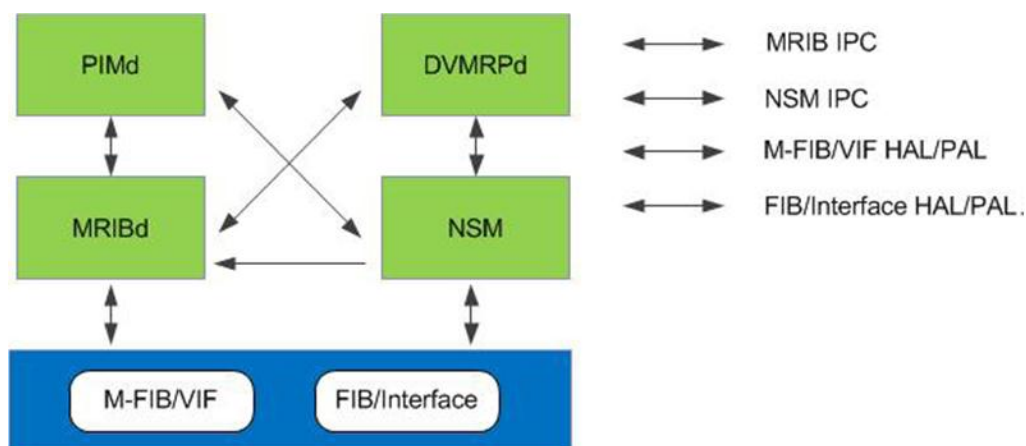 PIMd
DVMRPd
MRIB IPC
NSM IPC
M-FIB/VIF HAL/PAL
FIB/Interface HAL/PAL.
MRIBd
NSM
M-FIB/VIF
FIB/Interface